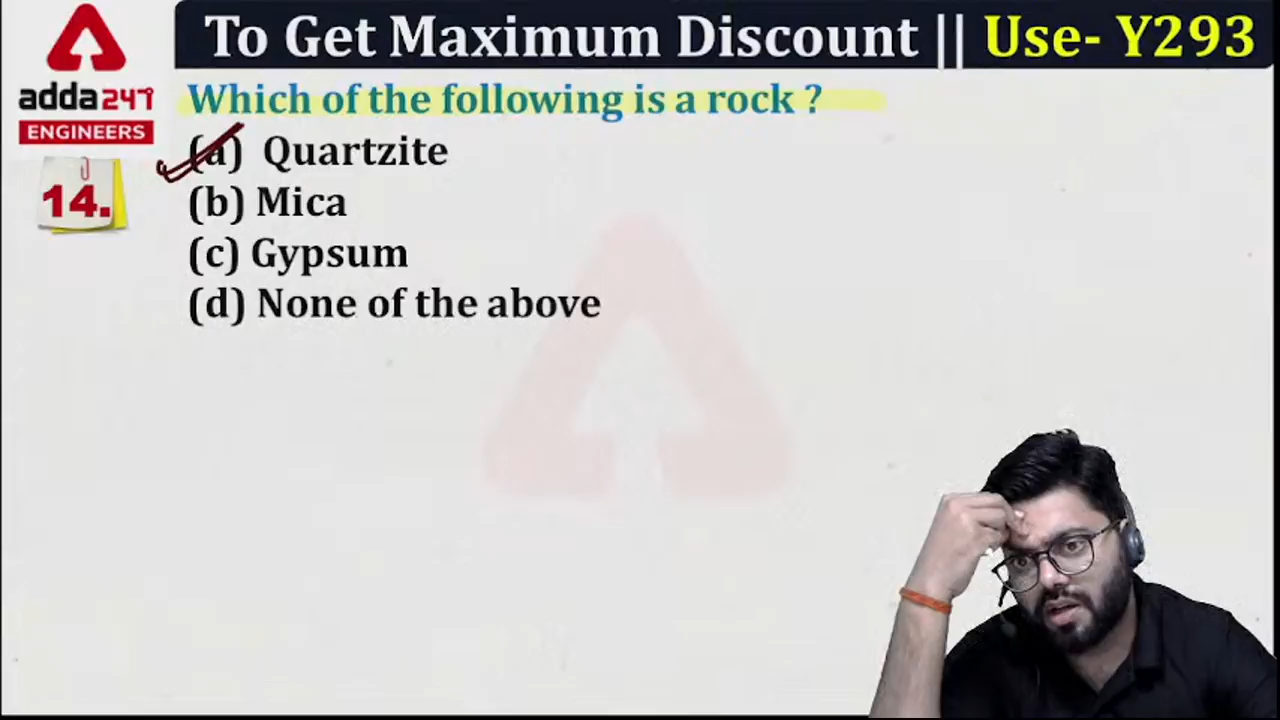 To Get Maximum Discount || Use- Y293
adda247
ENGINEERS
14.
Which of the following is a rock ?
(a) Quartzite
(b) Mica
(c) Gypsum
(d) None of the above